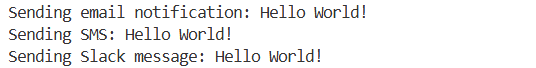 Sending email notification: Hello World!
Sending SMS: Hello World!
Sending Slack message: Hello World!